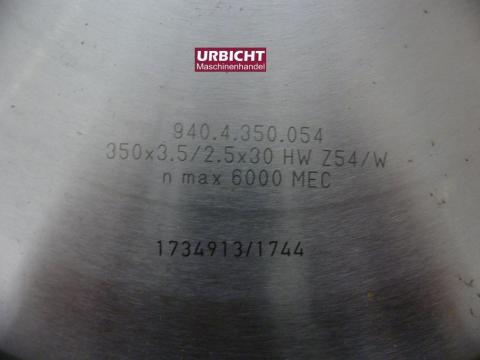 URBICHT
Maschinenhandel
940.4.350.054
350x3.5/2.5x30 HW Z54/W
n max 6000 MEC
1734913/1744